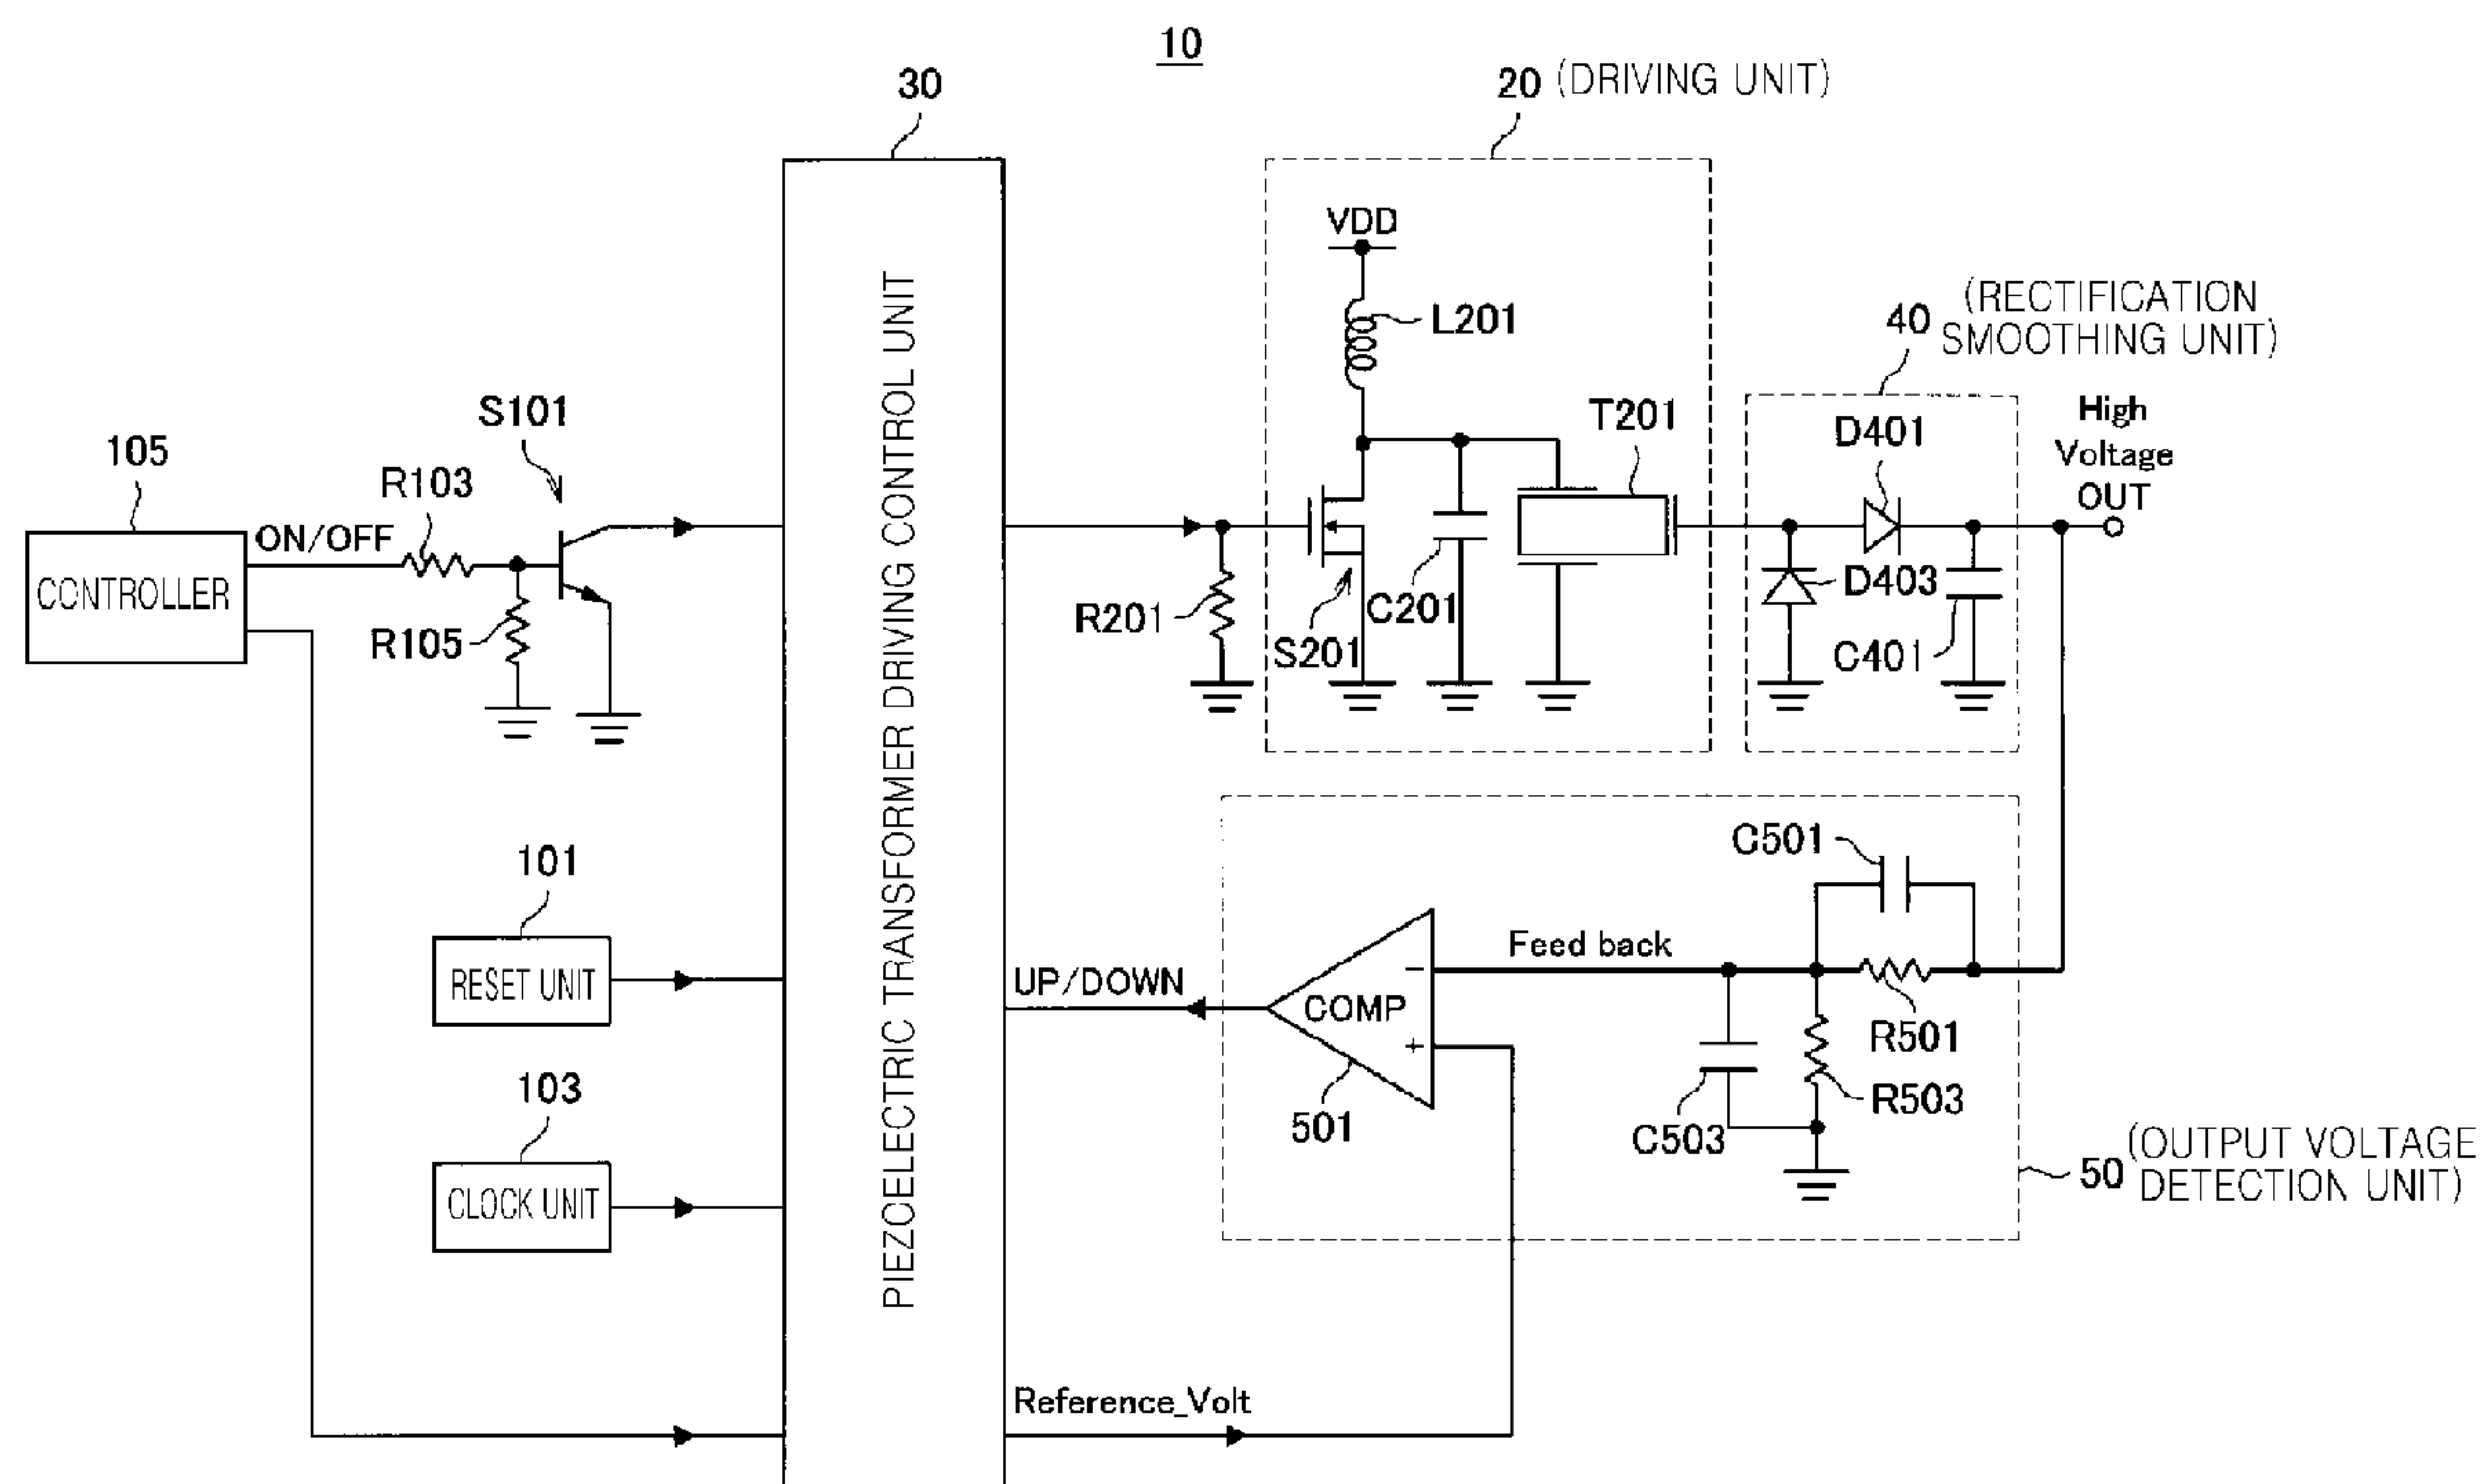 10
30
20 (DRIVING UNIT)
VDD
L201
(RECTIFICATION
40 SMOOTHING UNIT)
High
Voltage
OUT
S101
T201
D401
105
R103
ON/OFF
CONTROLLER
R105
R201
S201
C201
D403
C401
PIEZOELECTRIC TRANSFORMER DRIVING CONTROL UNIT
101
RESET UNIT
103
CLOCK UNIT
UP/DOWN
COMP
−
+
501
Feed back
C501
R501
R503
C503
(OUTPUT VOLTAGE
50 DETECTION UNIT)
Reference_Volt